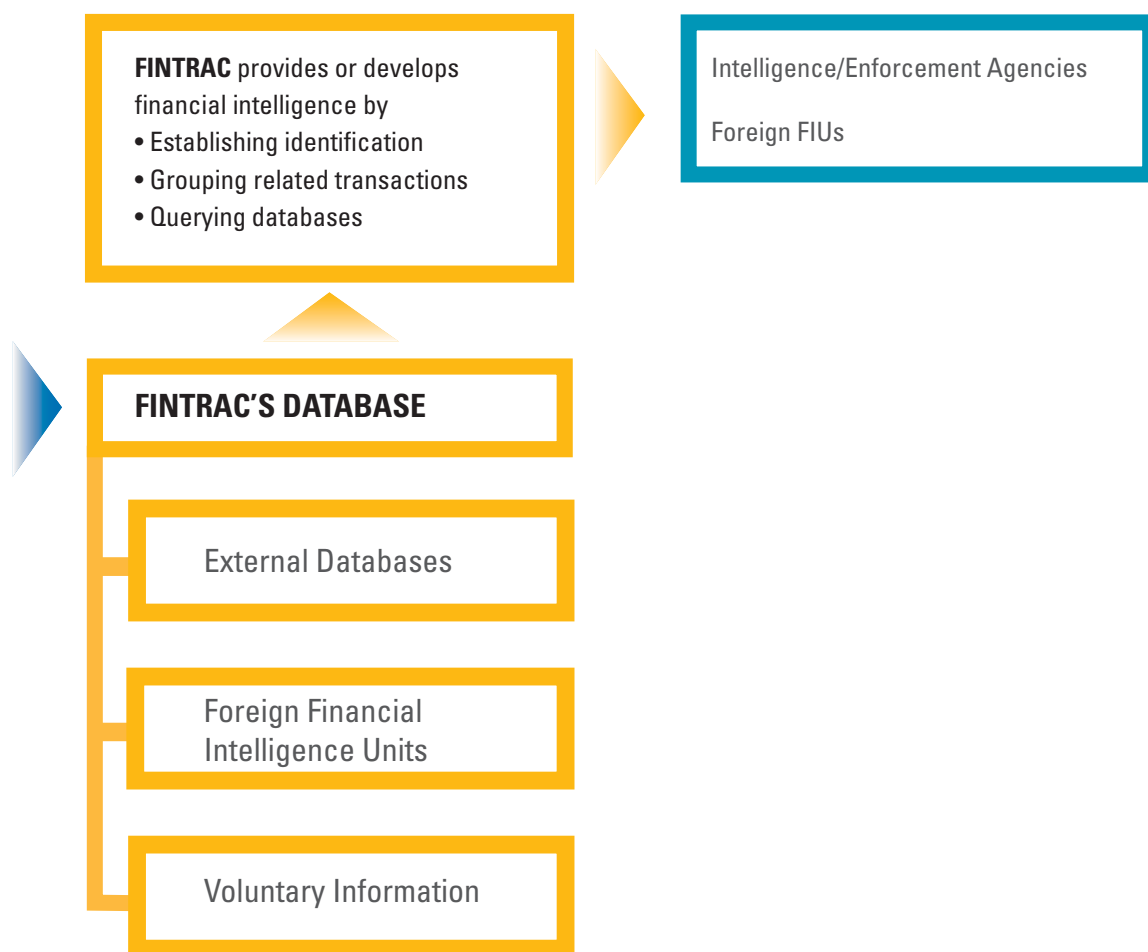 FINTRAC provides or develops
financial intelligence by
• Establishing identification
• Grouping related transactions
• Querying databases
Intelligence/Enforcement Agencies
Foreign FIUs
FINTRAC’S DATABASE
External Databases
Foreign Financial
Intelligence Units
Voluntary Information